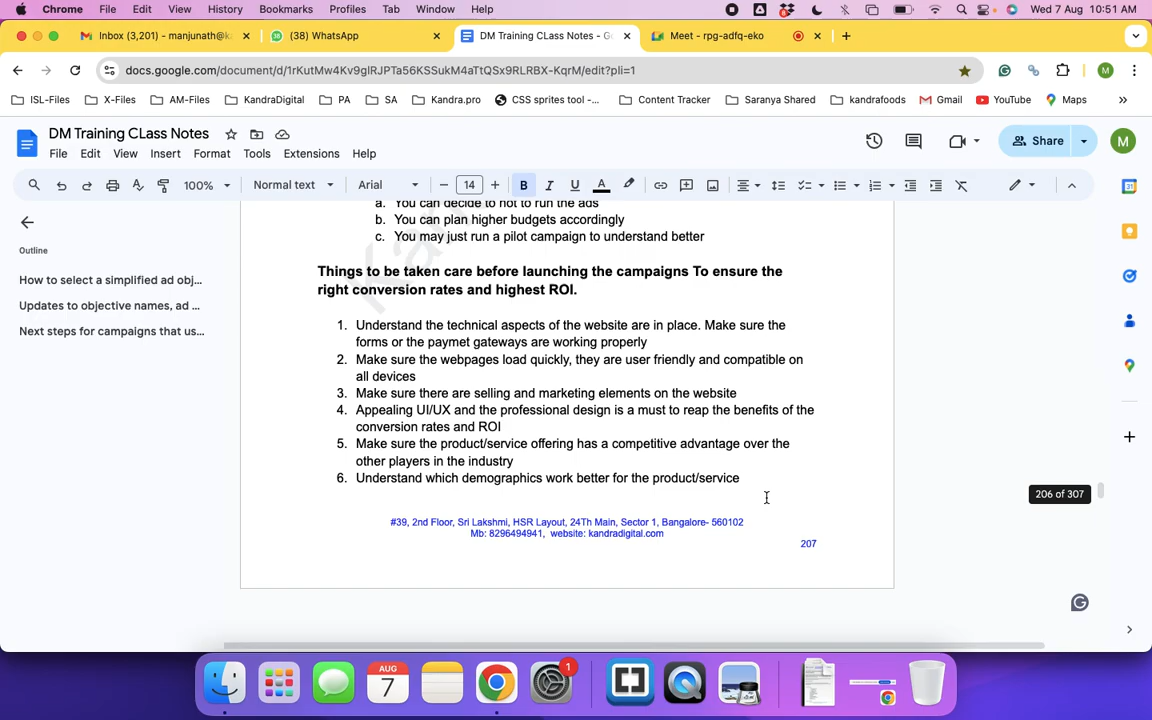 Chrome File Edit View History Bookmarks Profiles Tab Window Help Wed 7 Aug 10:51 AM
Inbox (3,201) - manjunath@k (38) WhatsApp DM Training CLass Notes - Go Meet - rpg-adfq-eko
docs.google.com/document/d/1rKutMw4Kv9glRJPTa56KSSukM4aTtQSx9RLRBX-KqrM/edit?pli=1 M
ISL-Files X-Files AM-Files KandraDigital PA SA Kandra.pro CSS sprites tool -... Content Tracker Saranya Shared kandrafoods Gmail YouTube Maps
DM Training CLass Notes
File Edit View Insert Format Tools Extensions Help
Share M
100% Normal text Arial 14 B I U A
Outline
How to select a simplified ad obj...
Updates to objective names, ad ...
Next steps for campaigns that us...
a. You can decide to not to run the ads
b. You can plan higher budgets accordingly
c. You may just run a pilot campaign to understand better
Things to be taken care before launching the campaigns To ensure the
right conversion rates and highest ROI.
1. Understand the technical aspects of the website are in place. Make sure the
forms or the paymet gateways are working properly
2. Make sure the webpages load quickly, they are user friendly and compatible on
all devices
3. Make sure there are selling and marketing elements on the website
4. Appealing UI/UX and the professional design is a must to reap the benefits of the
conversion rates and ROI
5. Make sure the product/service offering has a competitive advantage over the
other players in the industry
6. Understand which demographics work better for the product/service
206 of 307
#39, 2nd Floor, Sri Lakshmi, HSR Layout, 24Th Main, Sector 1, Bangalore- 560102
Mb: 8296494941, website: kandradigital.com
207
AUG
7
1